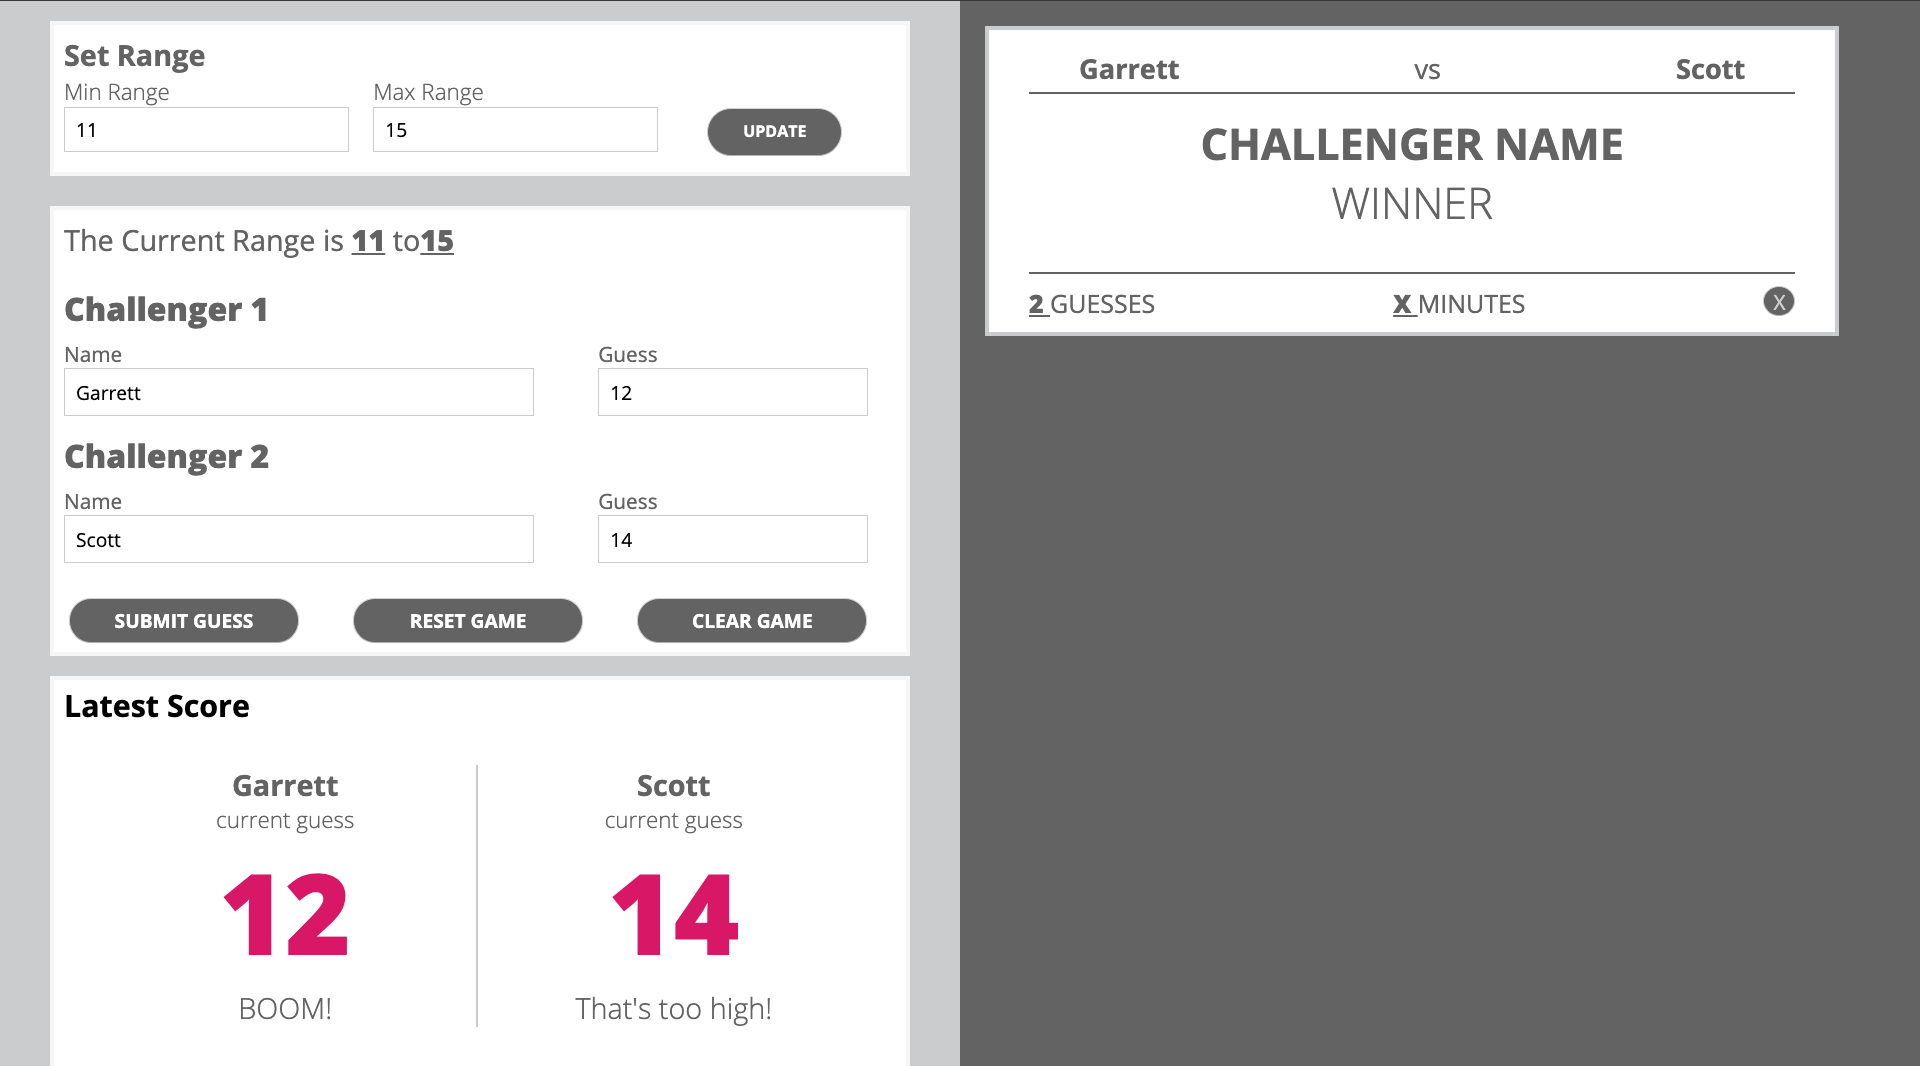 Set Range
Min Range Max Range
11 15 UPDATE
The Current Range is 11 to15
Challenger 1
Name Guess
Garrett 12
Challenger 2
Name Guess
Scott 14
SUBMIT GUESS RESET GAME CLEAR GAME
Latest Score
Garrett Scott
current guess current guess
12 14
BOOM! That's too high!
Garrett vs Scott
CHALLENGER NAME
WINNER
2 GUESSES X MINUTES X